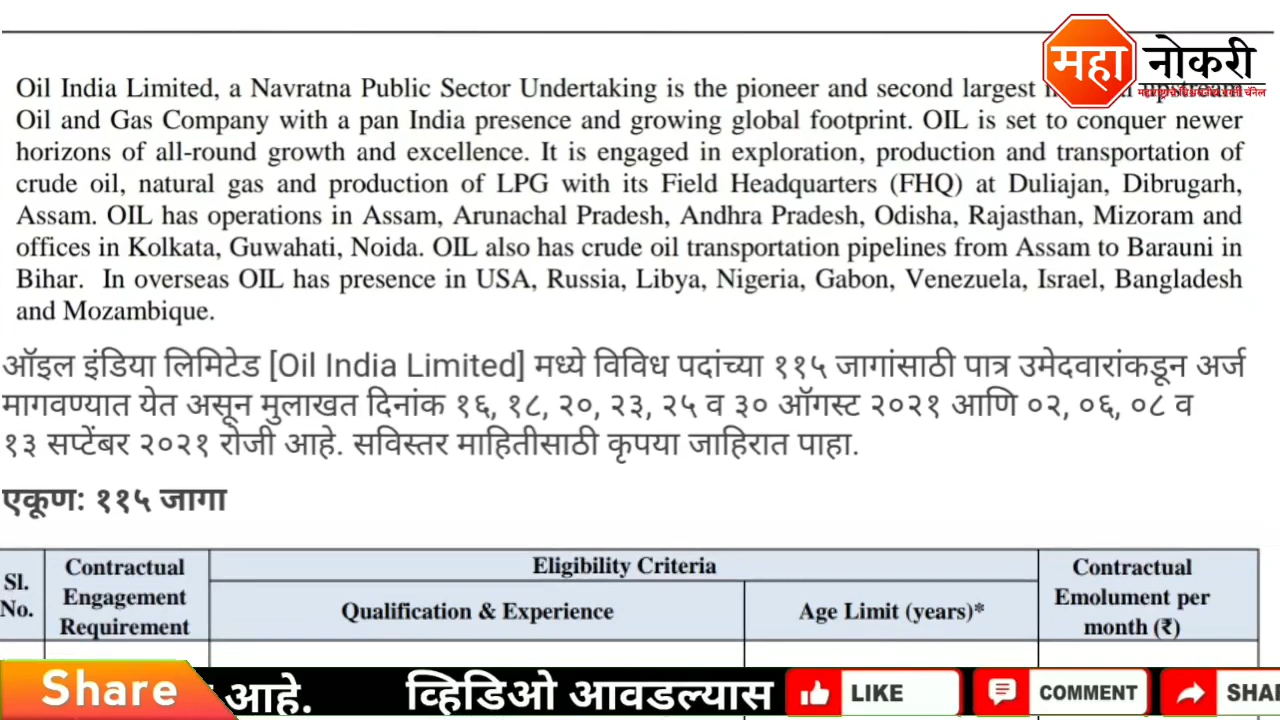 महा नोकरी
Oil India Limited, a Navratna Public Sector Undertaking is the pioneer and second largest
Oil and Gas Company with a pan India presence and growing global footprint. OIL is set to conquer newer
horizons of all-round growth and excellence. It is engaged in exploration, production and transportation of
crude oil, natural gas and production of LPG with its Field Headquarters (FHQ) at Duliajan, Dibrugarh,
Assam. OIL has operations in Assam, Arunachal Pradesh, Andhra Pradesh, Odisha, Rajasthan, Mizoram and
offices in Kolkata, Guwahati, Noida. OIL also has crude oil transportation pipelines from Assam to Barauni in
Bihar. In overseas OIL has presence in USA, Russia, Libya, Nigeria, Gabon, Venezuela, Israel, Bangladesh
and Mozambique.
ऑइल इंडिया लिमिटेड [Oil India Limited] मध्ये विविध पदांच्या ११५ जागांसाठी पात्र उमेदवारांकडून अर्ज
मागवण्यात येत असून मुलाखत दिनांक १६, १८, २०, २३, २५ व ३० ऑगस्ट २०२१ आणि ०२, ०६, ०८ व
१३ सप्टेंबर २०२१ रोजी आहे. सविस्तर माहितीसाठी कृपया जाहिरात पाहा.
एकूण: ११५ जागा
Sl. No.
Contractual
Engagement
Requirement
Eligibility Criteria
Qualification & Experience
Age Limit (years)*
Contractual
Emolument per
month (₹)
Share आहे. व्हिडिओ आवडल्यास LIKE COMMENT SHA